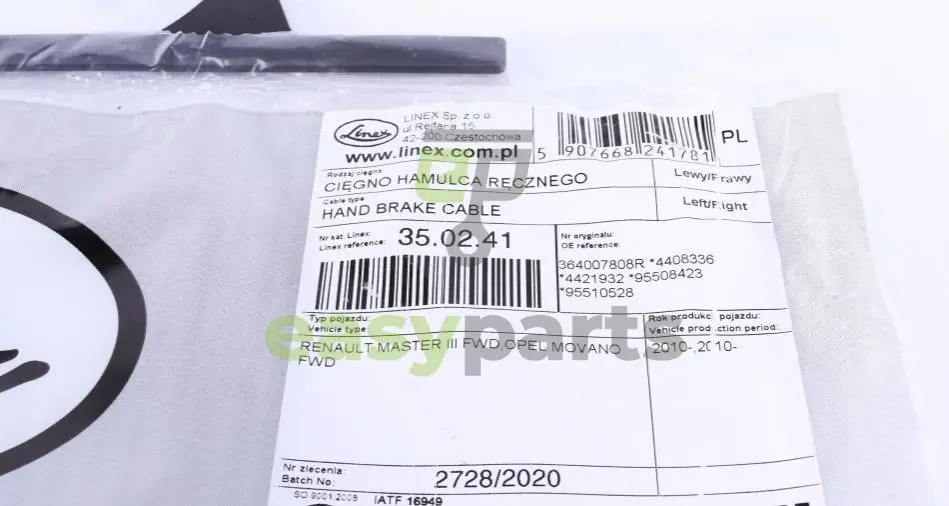 Linex
LINEX Sp. z o.o.
ul.Rejtana 15
42-200 Częstochowa
www.linex.com.pl
5 907668 241781
PL
Rodzaj cięgna
CIĘGNO HAMULCA RĘCZNEGO
Lewy/Prawy
Cable type
HAND BRAKE CABLE
Left/Right
Nr kat. Linex:
Linex reference:
35.02.41
Nr oryginału:
OE reference:
364007808R *4408336
*4421932 *95508423
*95510528
Typ pojazdu:
Vehicle type:
Rok produkc pojazdu:
Vehicle production period:
RENAULT MASTER III FWD,OPEL MOVANO
FWD
2010-,2010-
easyparts
Nr zlecenia:
Batch No:
2728/2020
ISO 9001:2008 IATF 16949